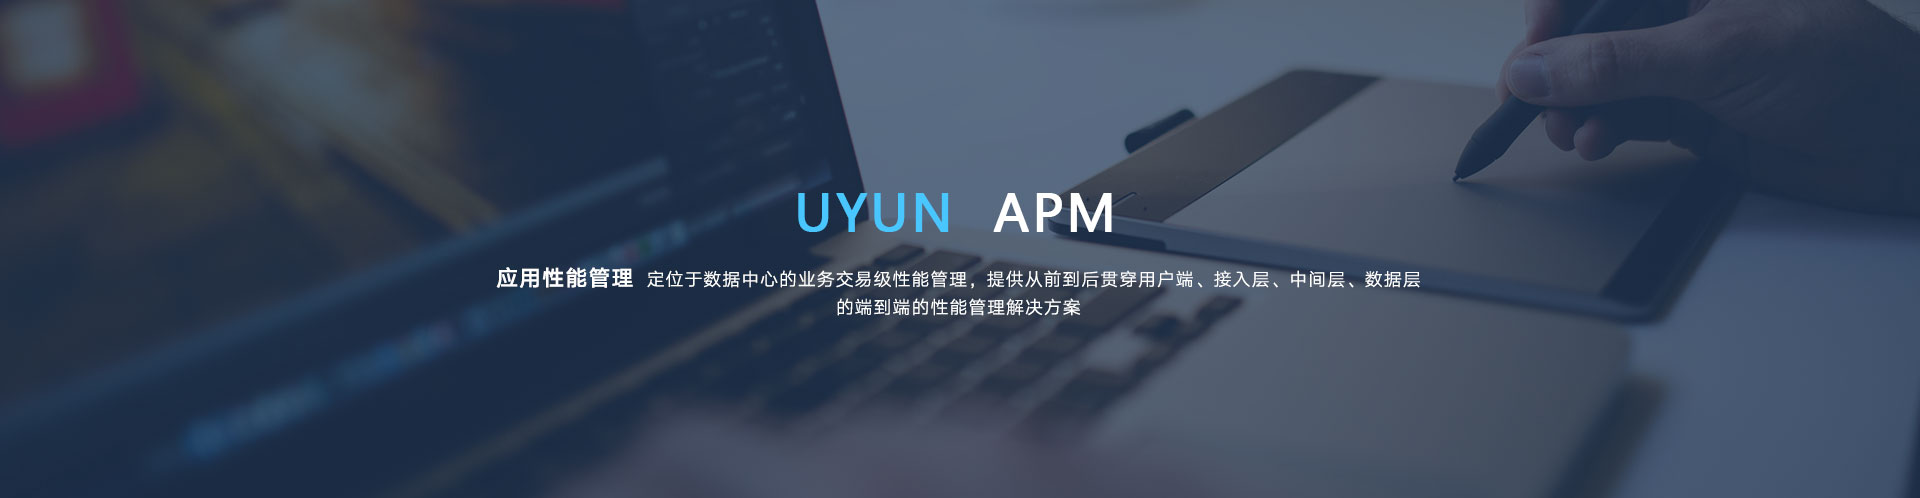 UYUN APM
应用性能管理 定位于数据中心的业务交易级性能管理，提供从前到后贯穿用户端、接入层、中间层、数据层
的端到端的性能管理解决方案